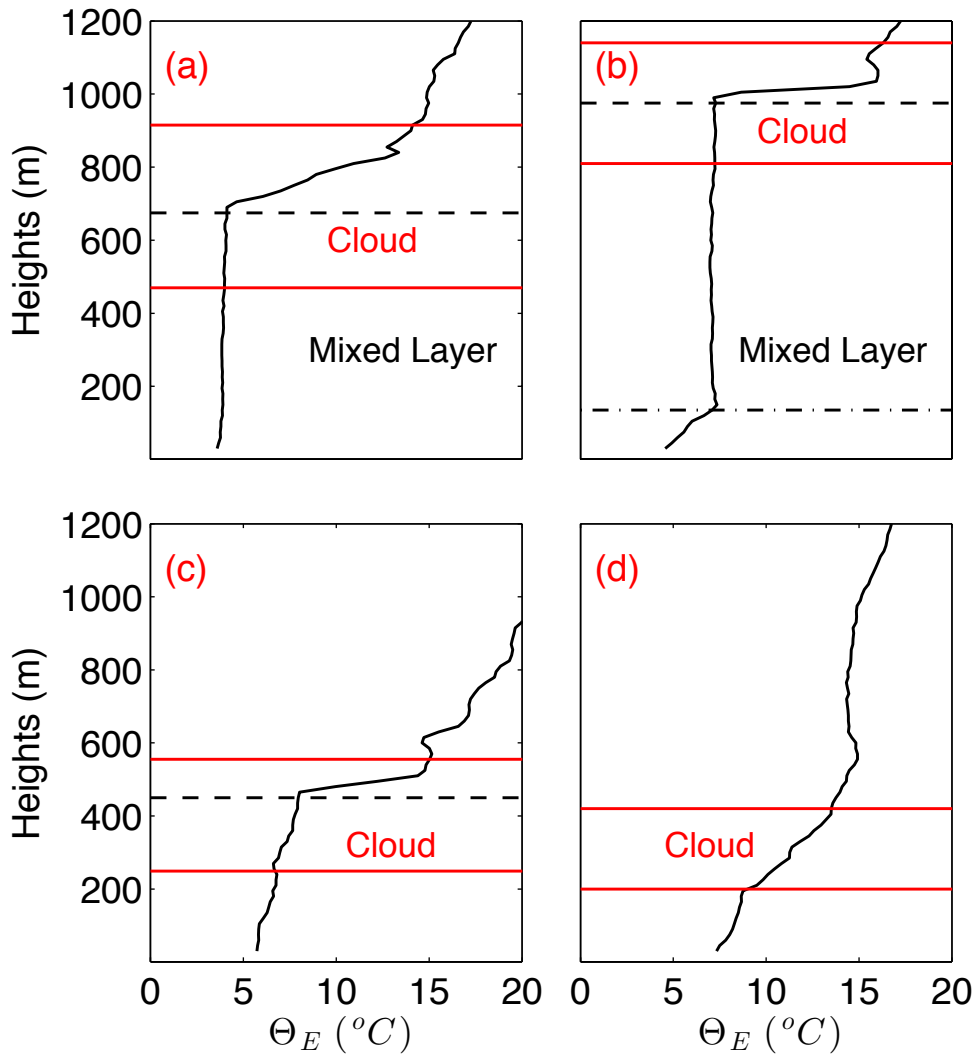 1200
1000
800
600
400
200
Heights (m)
(a)
Cloud
Mixed Layer
(b)
Cloud
Mixed Layer
1200
1000
800
600
400
200
Heights (m)
(c)
Cloud
0 5 10 15 20
Θ_E (°C)
(d)
Cloud
0 5 10 15 20
Θ_E (°C)